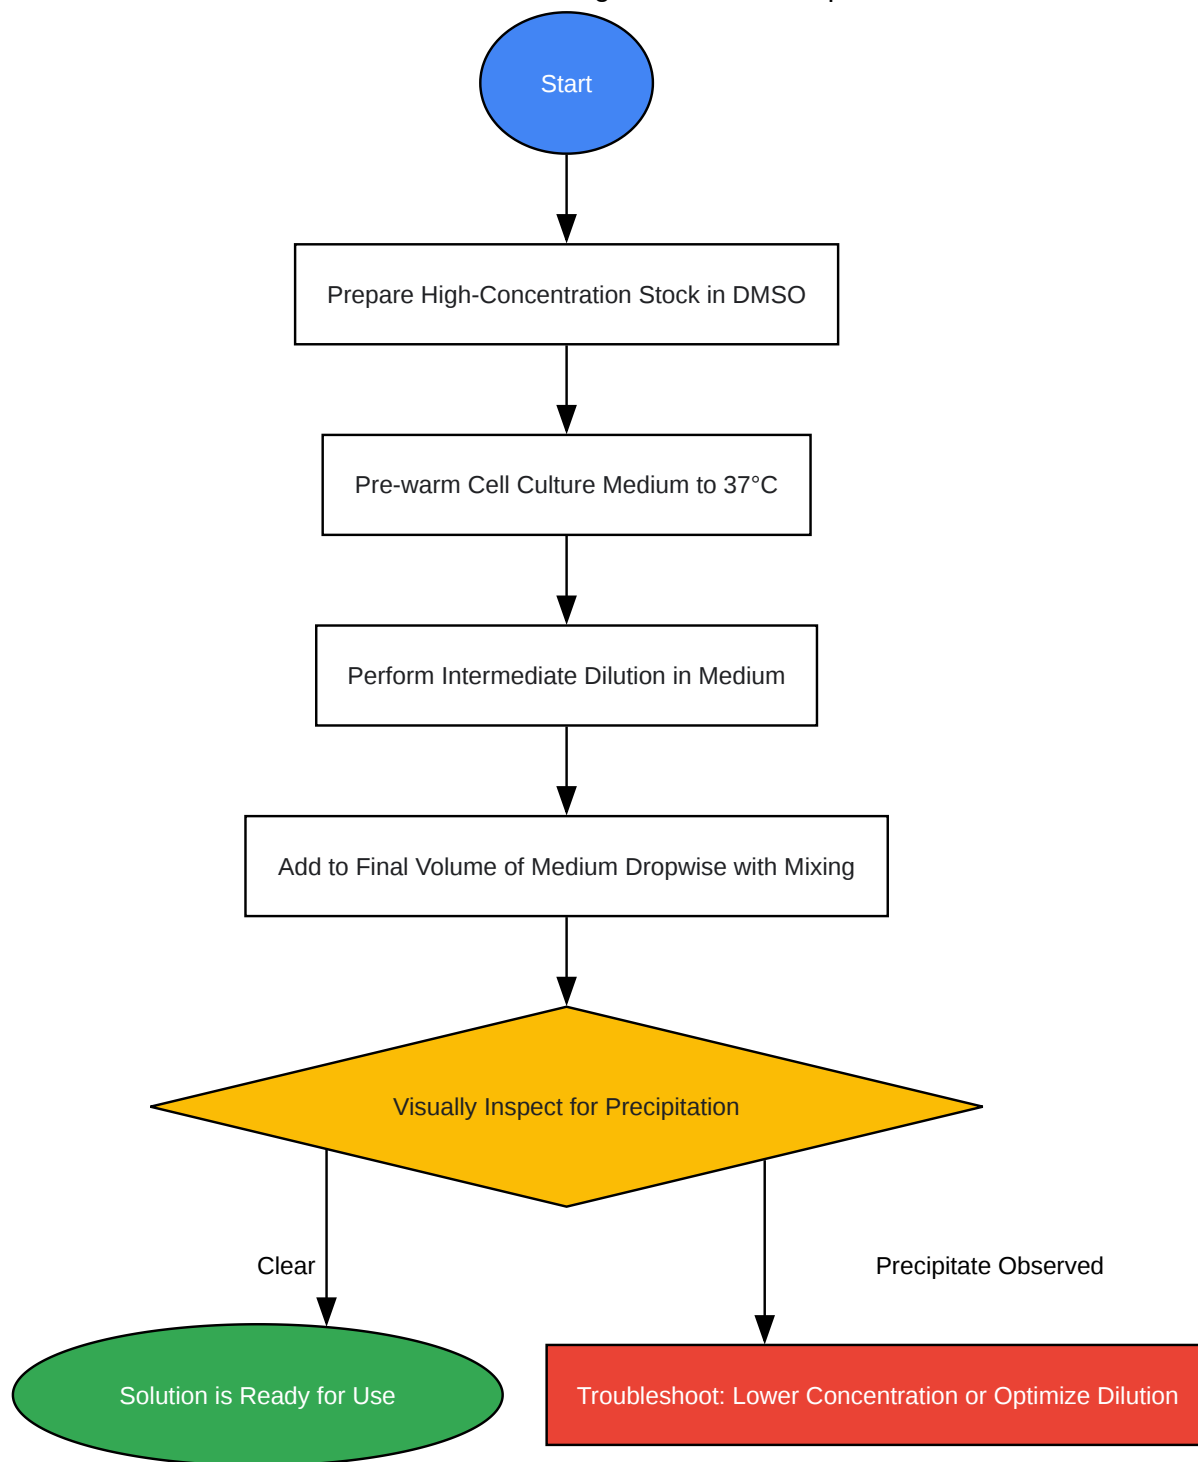 Start
Prepare High-Concentration Stock in DMSO
Pre-warm Cell Culture Medium to 37°C
Perform Intermediate Dilution in Medium
Add to Final Volume of Medium Dropwise with Mixing
Visually Inspect for Precipitation
Clear
Precipitate Observed
Solution is Ready for Use
Troubleshoot: Lower Concentration or Optimize Dilution